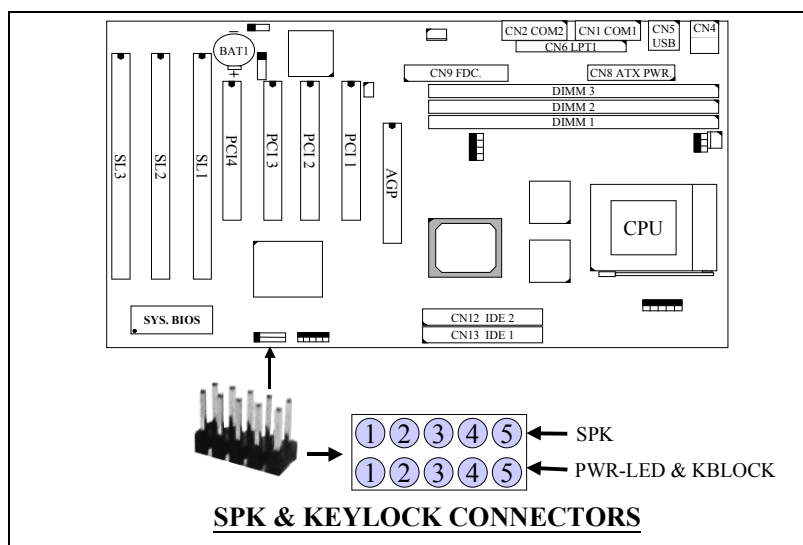 CN2 COM2 CN1 COM1 CN5 USB CN4
CN6 LPT1
BAT1
+
CN9 FDC. CN8 ATX PWR.
DIMM 3
DIMM 2
DIMM 1
SL3 SL2 SL1 PCI4 PCI 3 PCI 2 PCI 1 AGP
CPU
SYS. BIOS
CN12 IDE 2
CN13 IDE 1
1 2 3 4 5 SPK
1 2 3 4 5 PWR-LED & KBLOCK
SPK & KEYLOCK CONNECTORS